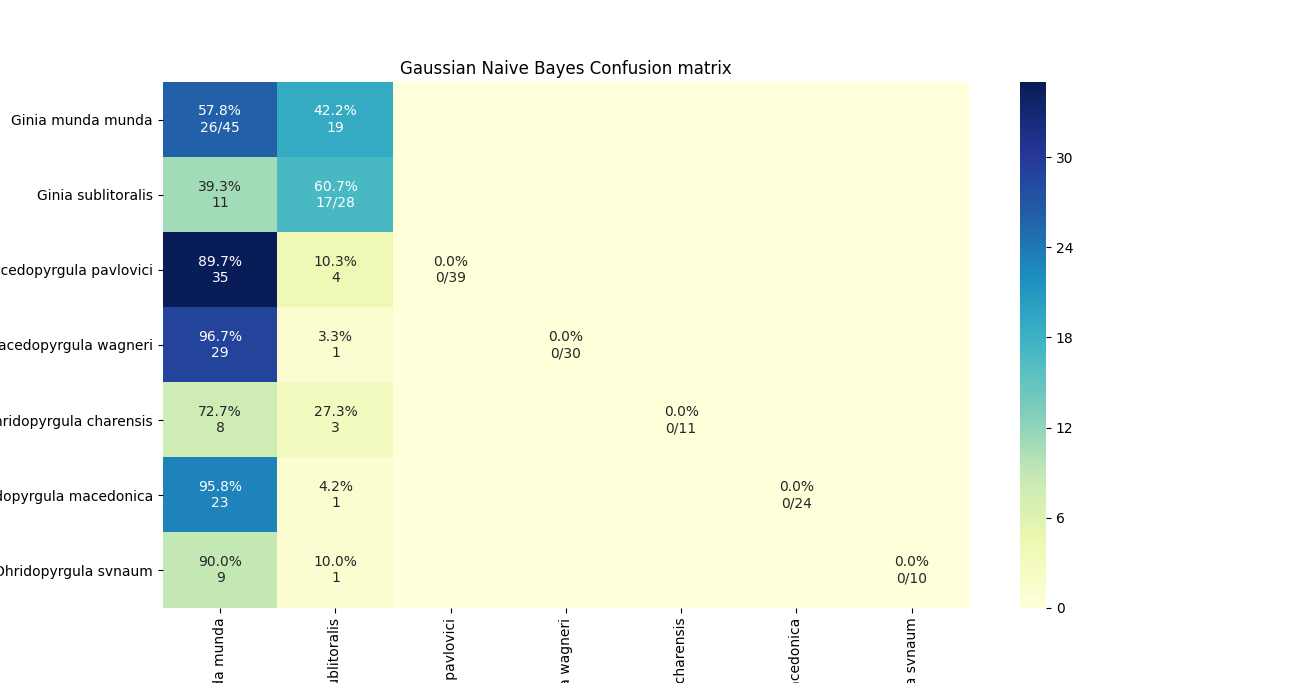 Gaussian Naive Bayes Confusion matrix
Ginia munda munda
57.8% 42.2%
26/45 19
Ginia sublitoralis
39.3% 60.7%
11 17/28
cedopyrgula pavlovici
89.7% 10.3% 0.0%
35 4 0/39
acedopyrgula wagneri
96.7% 3.3% 0.0%
29 1 0/30
hridopyrgula charensis
72.7% 27.3% 0.0%
8 3 0/11
dopyrgula macedonica
95.8% 4.2% 0.0%
23 1 0/24
Ohridopyrgula svnaum
90.0% 10.0% 0.0%
9 1 0/10
da munda
ublitoralis
pavlovici
a wagneri
charensis
acedonica
a svnaum
30
24
18
12
6
0